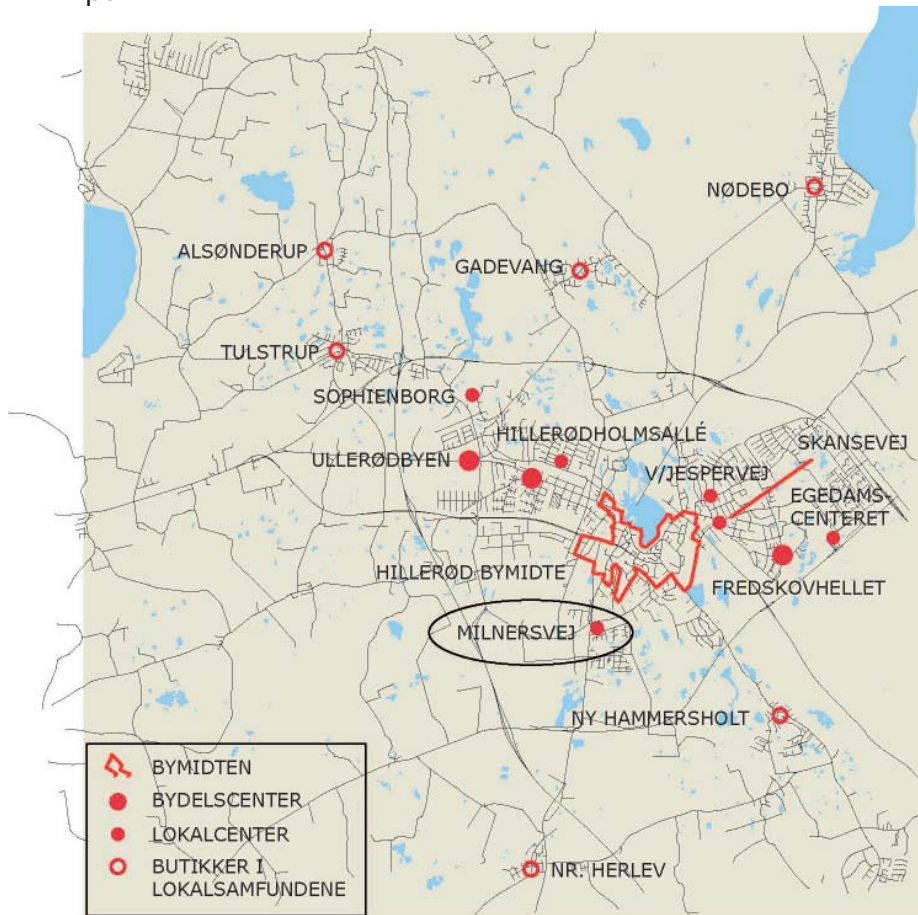 NØDEBO
ALSØNDERUP
GADEVANG
TULSTRUP
SOPHIENBORG
HILLERØDHOLMSALLÉ
SKANSEVEJ
ULLERØDBYEN
V/JESPERVEJ
EGEDAMS-
CENTERET
HILLERØD BYMIDTE
FREDSKOVHELLET
MILNERSVEJ
NY HAMMERSHOLT
NR. HERLEV
BYMIDTEN
BYDELSCENTER
LOKALCENTER
BUTIKKER I
LOKALSAMFUNDENE